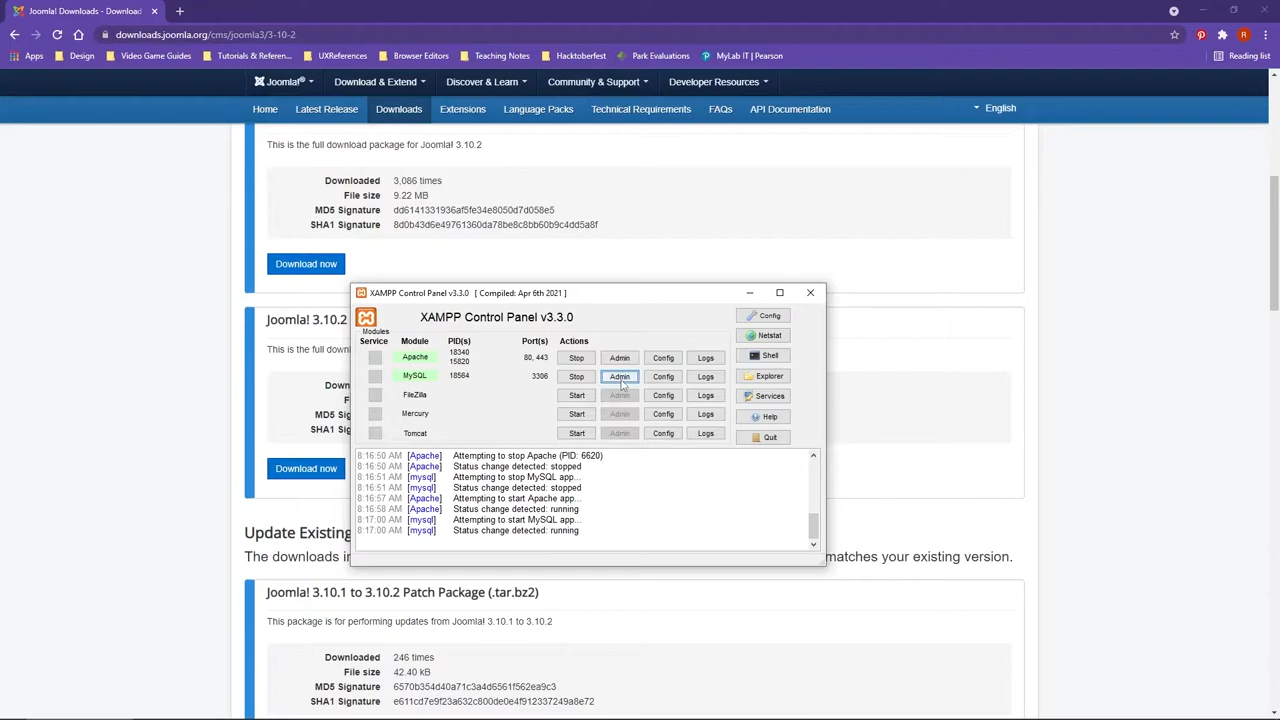 Joomla! Downloads - Download
downloads.joomla.org/cms/joomla3/3-10-2
R
Apps Design Video Game Guides Tutorials & Referen... UXReferences Browser Editors Teaching Notes Hacktoberfest Park Evaluations MyLab IT | Pearson Reading list
Joomla!® Download & Extend Discover & Learn Community & Support Developer Resources
Home Latest Release Downloads Extensions Language Packs Technical Requirements FAQs API Documentation English
This is the full download package for Joomla! 3.10.2
Downloaded 3,086 times
File size 9.22 MB
MD5 Signature dd6141331936af5fe34e8050d7d058e5
SHA1 Signature 8d0b43d6e49761360da78be8c8bb60b9c4dd5a8f
Download now
Joomla! 3.10.2
This is the full
Downloaded
File size
MD5 Signature
SHA1 Signature
Download now
XAMPP Control Panel v3.3.0 [ Compiled: Apr 6th 2021 ]
XAMPP Control Panel v3.3.0
Modules
Service Module PID(s) Port(s) Actions
Apache 18340 15820 80, 443 Stop Admin Config Logs
MySQL 18564 3306 Stop Admin Config Logs
FileZilla Start Admin Config Logs
Mercury Start Admin Config Logs
Tomcat Start Admin Config Logs
Config
Netstat
Shell
Explorer
Services
Help
Quit
8:16:50 AM [Apache] Attempting to stop Apache (PID: 6620)
8:16:50 AM [Apache] Status change detected: stopped
8:16:51 AM [mysql] Attempting to stop MySQL app...
8:16:51 AM [mysql] Status change detected: stopped
8:16:57 AM [Apache] Attempting to start Apache app...
8:16:58 AM [Apache] Status change detected: running
8:17:00 AM [mysql] Attempting to start MySQL app...
8:17:00 AM [mysql] Status change detected: running
Update Existing
The downloads in matches your existing version.
Joomla! 3.10.1 to 3.10.2 Patch Package (.tar.bz2)
This package is for performing updates from Joomla! 3.10.1 to 3.10.2
Downloaded 246 times
File size 42.40 kB
MD5 Signature 6570b354d40a71c3a4d6561f562ea9c3
SHA1 Signature e611cd7e9f23a632c800de0e4f912337249a8e72